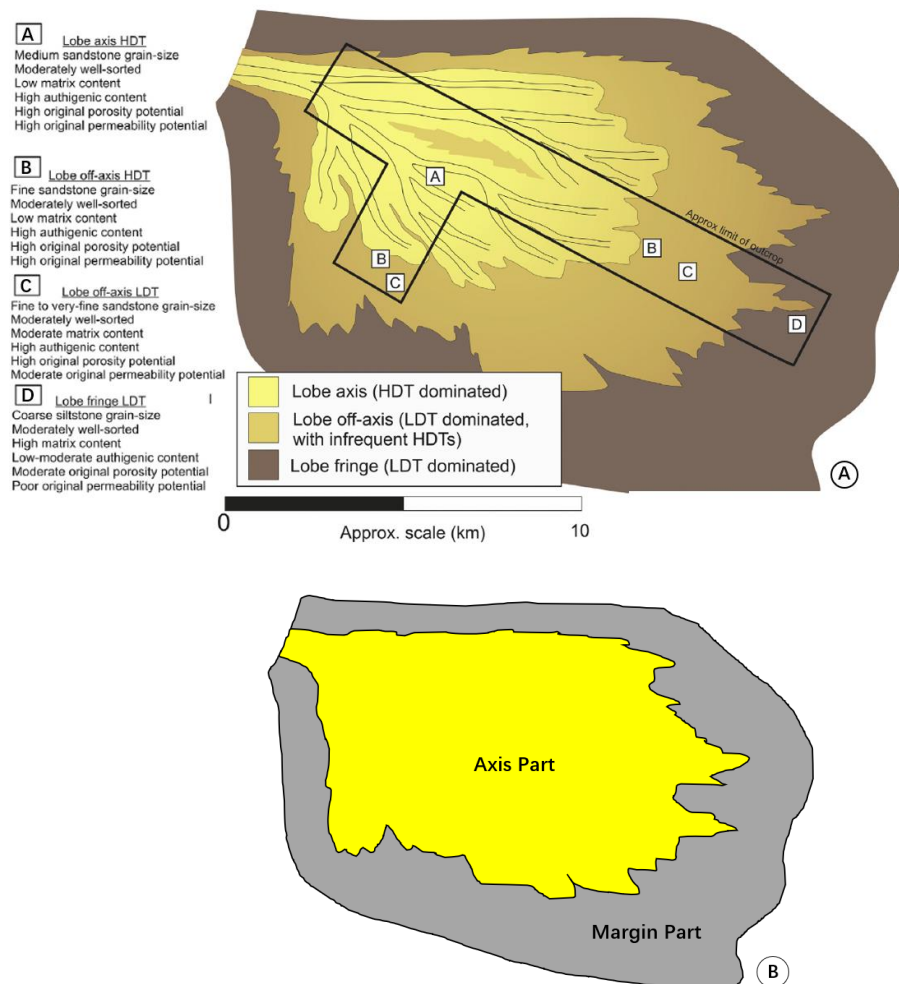 A Lobe axis HDT
Medium sandstone grain-size
Moderately well-sorted
Low matrix content
High authigenic content
High original porosity potential
High original permeability potential
B Lobe off-axis HDT
Fine sandstone grain-size
Moderately well-sorted
Low matrix content
High authigenic content
High original porosity potential
High original permeability potential
C Lobe off-axis LDT
Fine to very-fine sandstone grain-size
Moderately well-sorted
Moderate matrix content
High authigenic content
High original porosity potential
Moderate original permeability potential
D Lobe fringe LDT
Coarse siltstone grain-size
Moderately well-sorted
High matrix content
Low-moderate authigenic content
Moderate original porosity potential
Poor original permeability potential
A
B
C
B
C
D
Approx limit of outcrop
Lobe axis (HDT dominated)
Lobe off-axis (LDT dominated,
with infrequent HDTs)
Lobe fringe (LDT dominated)
A
0
10
Approx. scale (km)
Axis Part
Margin Part
B